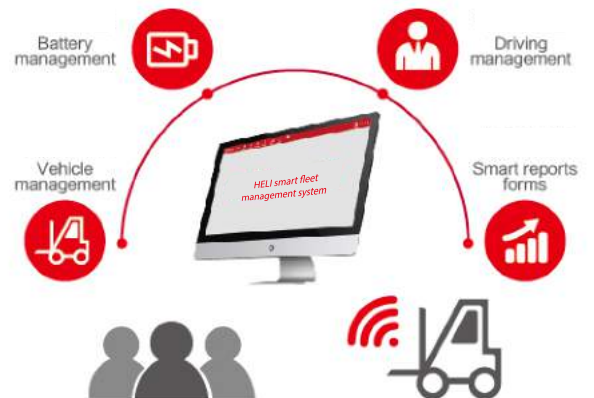 Battery
management
Driving
management
Vehicle
management
Smart reports
forms
HELI smart fleet
management system